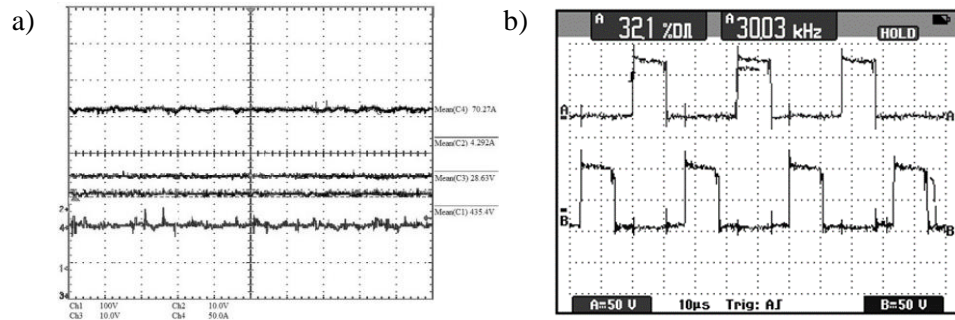 a)
Mean(C4) 70.27A
Mean(C2) 4.292A
Mean(C3) 28.63V
Mean(C1) 435.4V
2
4
1
3
Ch1 100V Ch2 10.0V
Ch3 10.0V Ch4 50.0A
b)
A 32.1 %
A 30.03 kHz
HOLD
A A
B B
A=50 V 10µs Trig: A B=50 V